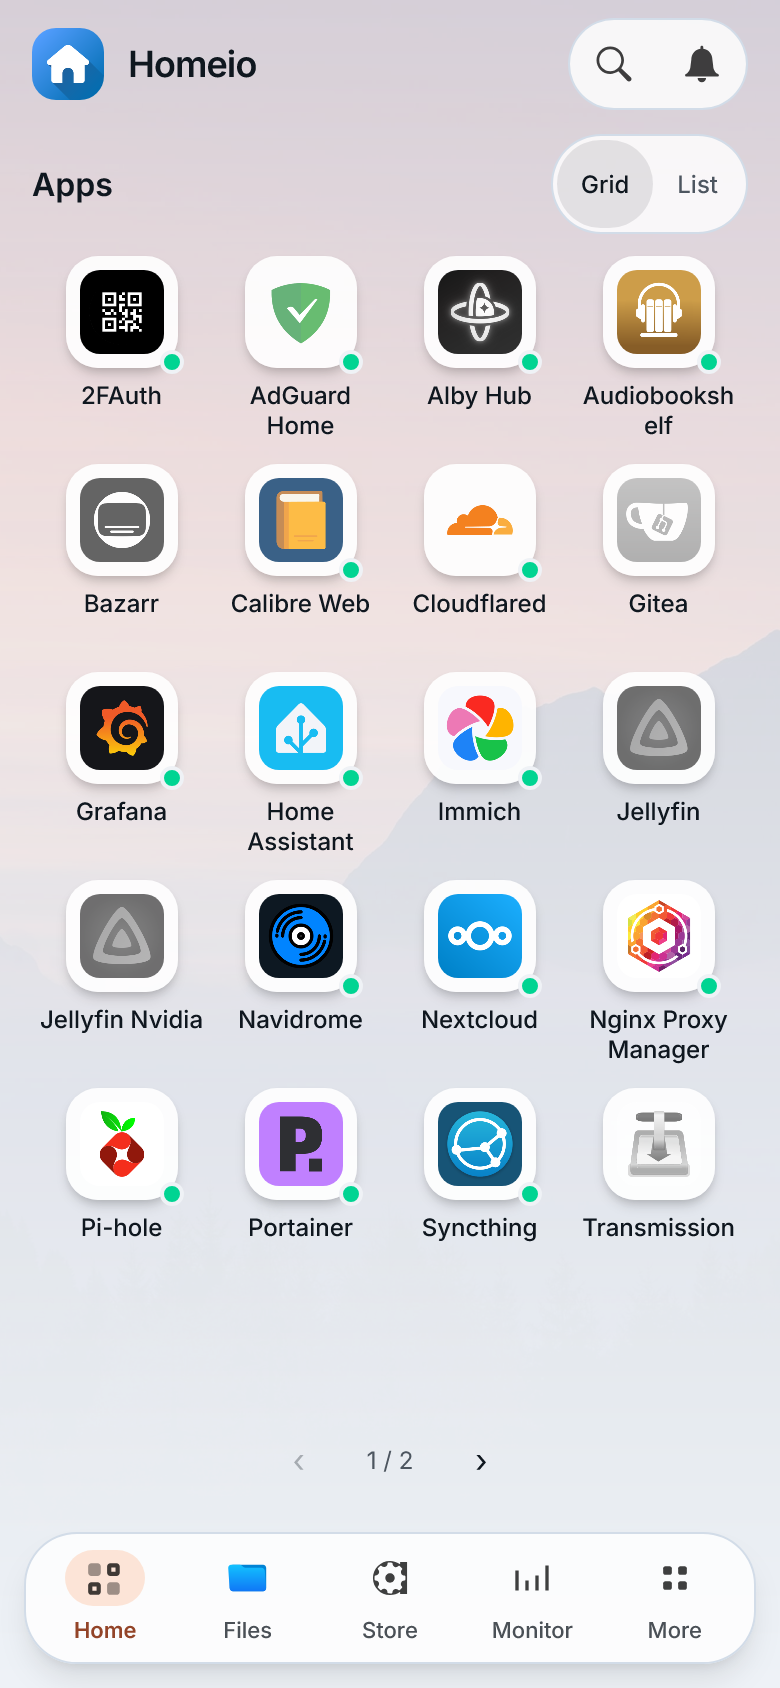 Homeio
Apps
Grid
List
2FAuth
AdGuard
Home
Alby Hub
Audiobooksh
elf
Bazarr
Calibre Web
Cloudflared
Gitea
Grafana
Home
Assistant
Immich
Jellyfin
Jellyfin Nvidia
Navidrome
Nextcloud
Nginx Proxy
Manager
Pi-hole
P.
Portainer
Syncthing
Transmission
‹ 1 / 2 ›
Home
Files
Store
Monitor
More